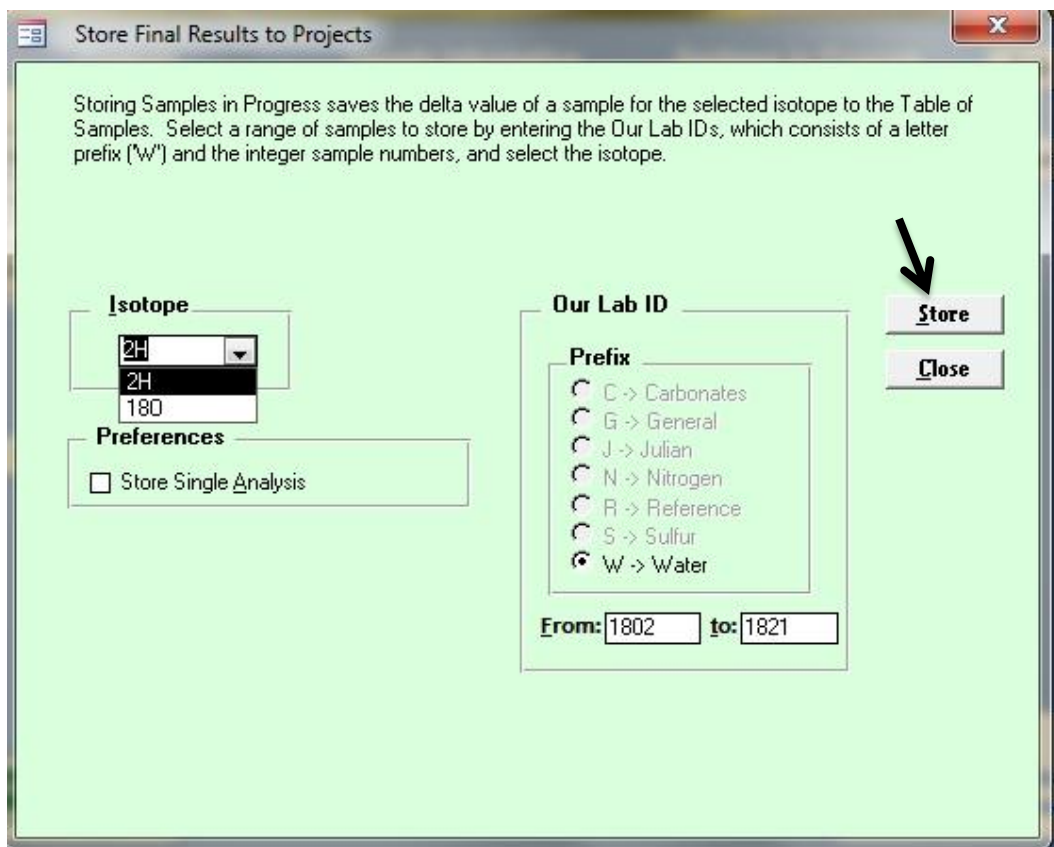 Store Final Results to Projects
X
Storing Samples in Progress saves the delta value of a sample for the selected isotope to the Table of
Samples. Select a range of samples to store by entering the Our Lab IDs, which consists of a letter
prefix ('W') and the integer sample numbers, and select the isotope.
Isotope
2H
2H
18O
Preferences
Store Single Analysis
Our Lab ID
Prefix
C -> Carbonates
G -> General
J -> Julian
N -> Nitrogen
R -> Reference
S -> Sulfur
W -> Water
From: 1802 to: 1821
Store
Close